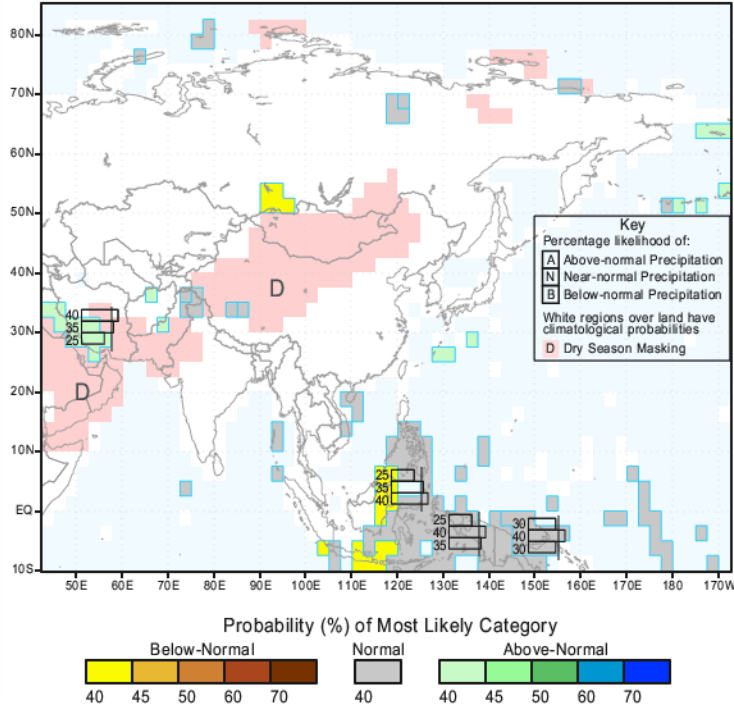 80N
70N
60N
50N
40N
30N
20N
10N
EQ
10S
Key
Percentage likelihood of:
A Above-normal Precipitation
N Near-normal Precipitation
B Below-normal Precipitation
White regions over land have
climatological probabilities
D Dry Season Masking
D
D
40
35
25
25
35
40
25
40
35
30
40
30
50E 60E 70E 80E 90E 100E 110E 120E 130E 140E 150E 160E 170E 180 170W
Probability (%) of Most Likely Category
Below-Normal Normal Above-Normal
40 45 50 60 70 40 40 45 50 60 70